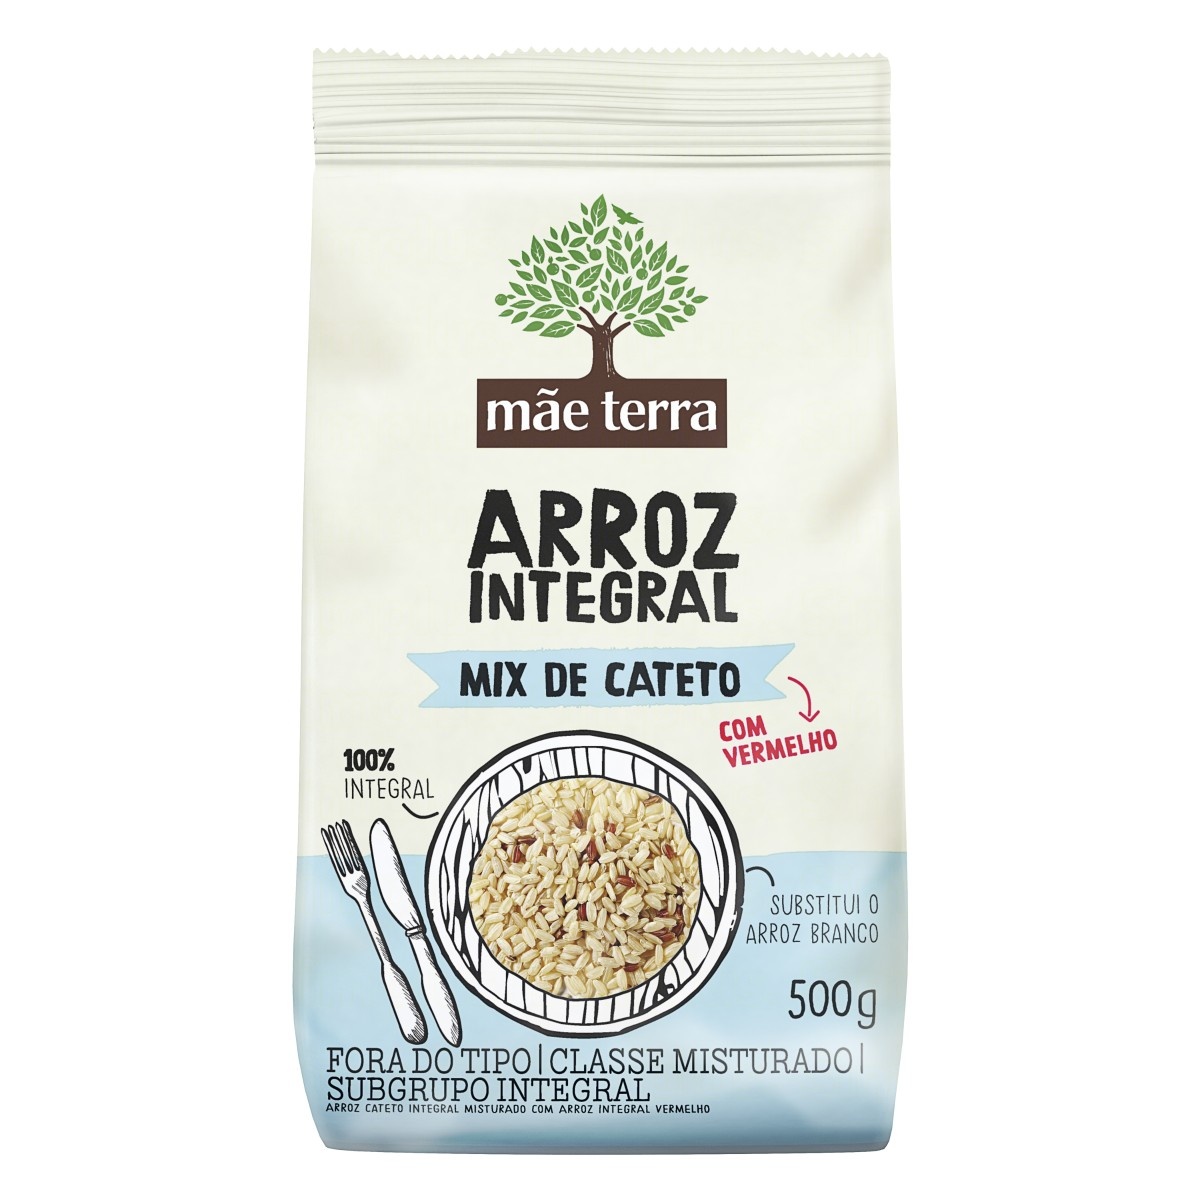 mãe terra
ARROZ
INTEGRAL
MIX DE CATETO
COM
VERMELHO
100%
INTEGRAL
SUBSTITUI O
ARROZ BRANCO
500g
FORA DO TIPO | CLASSE MISTURADO |
SUBGRUPO INTEGRAL
ARROZ CATETO INTEGRAL MISTURADO COM ARROZ INTEGRAL VERMELHO